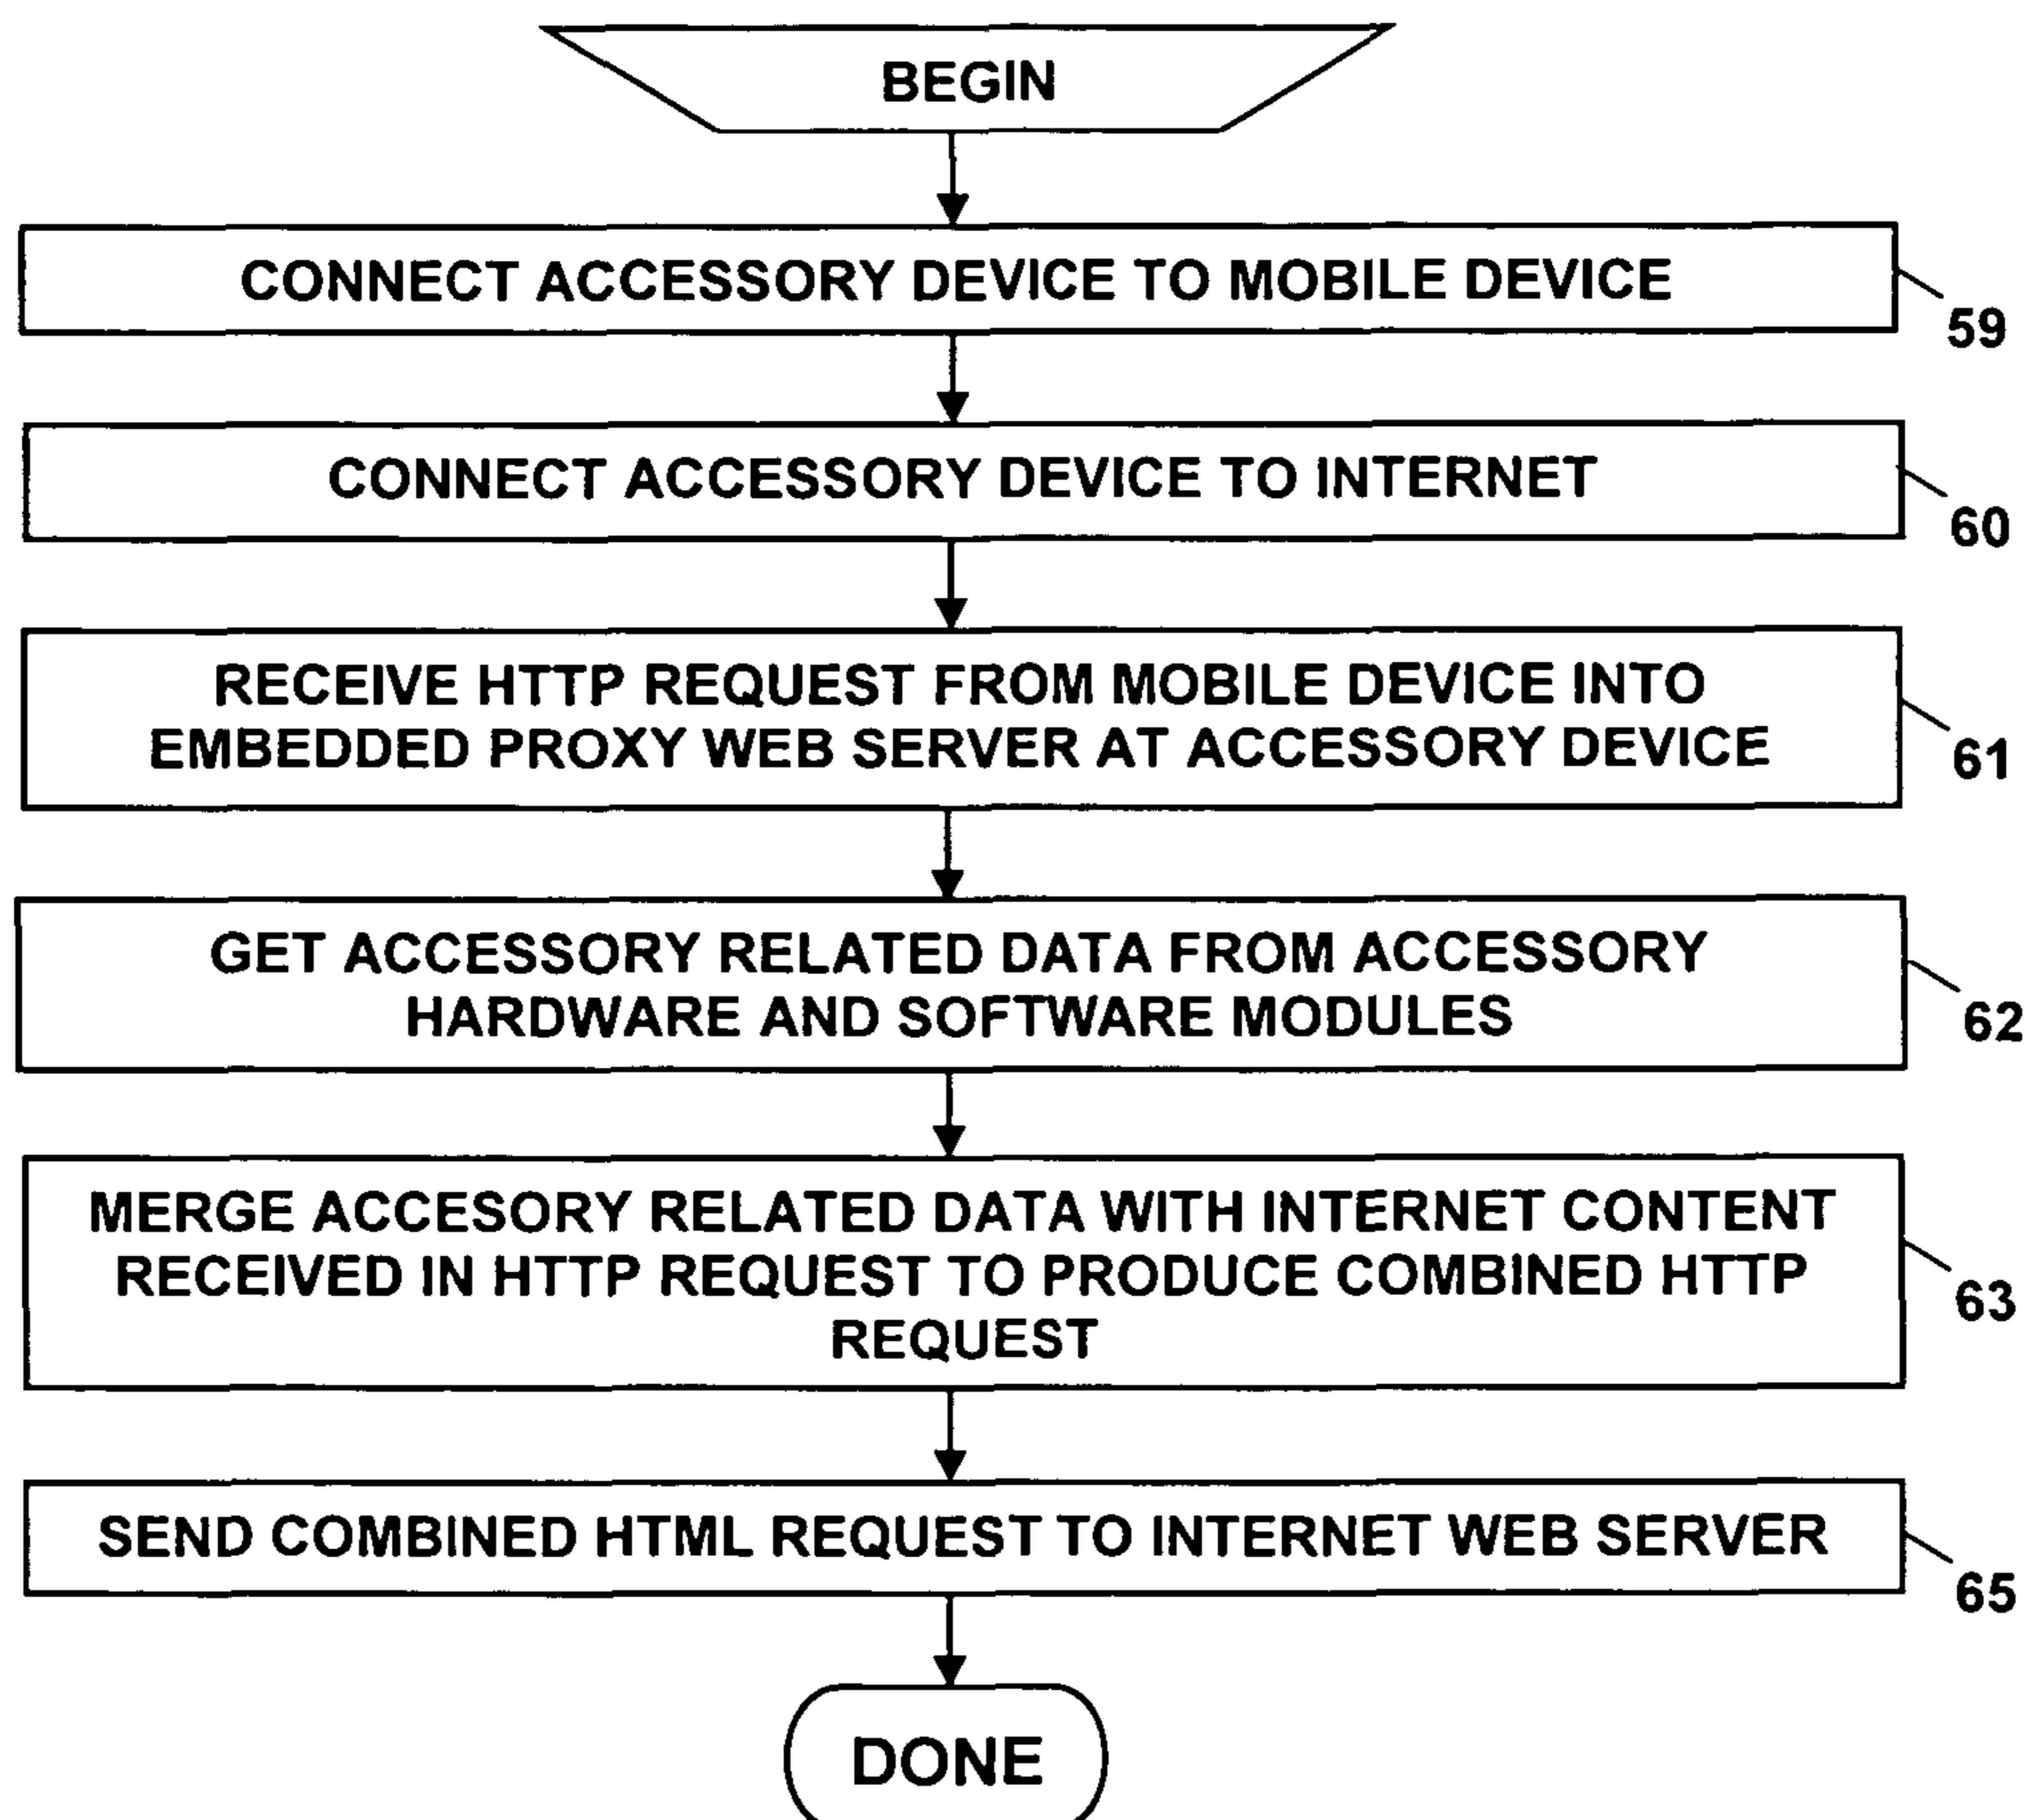 BEGIN
CONNECT ACCESSORY DEVICE TO MOBILE DEVICE
59
CONNECT ACCESSORY DEVICE TO INTERNET
60
RECEIVE HTTP REQUEST FROM MOBILE DEVICE INTO
EMBEDDED PROXY WEB SERVER AT ACCESSORY DEVICE
61
GET ACCESSORY RELATED DATA FROM ACCESSORY
HARDWARE AND SOFTWARE MODULES
62
MERGE ACCESORY RELATED DATA WITH INTERNET CONTENT
RECEIVED IN HTTP REQUEST TO PRODUCE COMBINED HTTP
REQUEST
63
SEND COMBINED HTML REQUEST TO INTERNET WEB SERVER
65
DONE